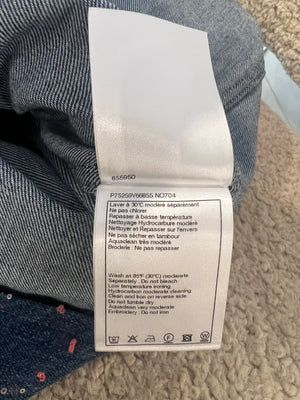 855950
P75259V66855 NO704
Laver à 30°C modéré séparément
Ne pas chlorer
Repasser à basse température
Nettoyage Hydrocarbure modéré
Nettoyer et Repasser sur l'envers
Ne pas sécher en tambour
Aquaclean très modéré
Broderie : Ne pas repasser
Wash at 85°F (30°C) moderate
Separately - Do not bleach
Low temperature ironing
Hydrocarbon moderate cleaning
Clean and Iron on reverse side
Do not tumble dry
Aquaclean very moderate
Embroidery : Do not iron